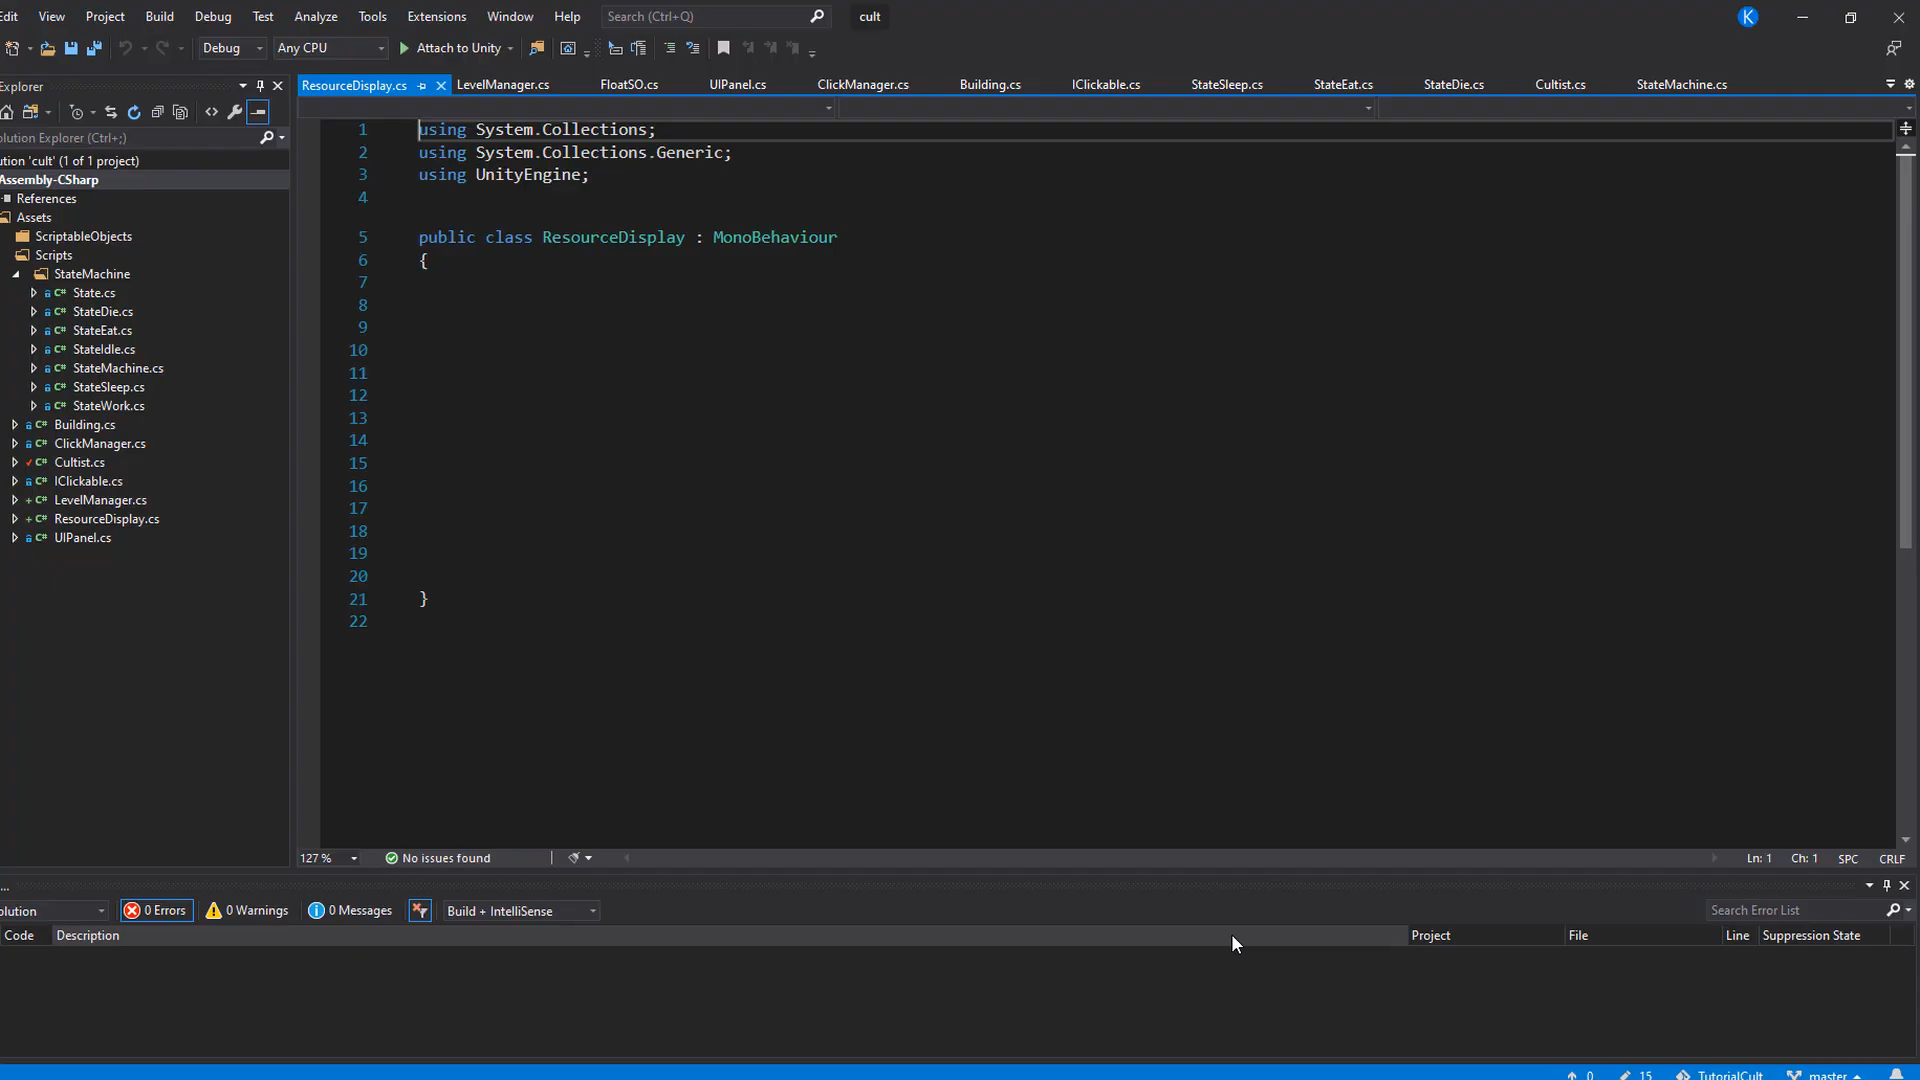 Edit View Project Build Debug Test Analyze Tools Extensions Window Help Search (Ctrl+Q) cult K
Debug Any CPU Attach to Unity
Explorer
olution Explorer (Ctrl+;)
ution 'cult' (1 of 1 project)
Assembly-CSharp
References
Assets
ScriptableObjects
Scripts
StateMachine
C# State.cs
C# StateDie.cs
C# StateEat.cs
C# StateIdle.cs
C# StateMachine.cs
C# StateSleep.cs
C# StateWork.cs
C# Building.cs
C# ClickManager.cs
C# Cultist.cs
C# IClickable.cs
C# LevelManager.cs
C# ResourceDisplay.cs
C# UIPanel.cs
ResourceDisplay.cs LevelManager.cs FloatSO.cs UIPanel.cs ClickManager.cs Building.cs IClickable.cs StateSleep.cs StateEat.cs StateDie.cs Cultist.cs StateMachine.cs
1 using System.Collections;
2 using System.Collections.Generic;
3 using UnityEngine;
4
5 public class ResourceDisplay : MonoBehaviour
6 {
7
8
9
10
11
12
13
14
15
16
17
18
19
20
21 }
22
127 % No issues found Ln: 1 Ch: 1 SPC CRLF
...
olution 0 Errors 0 Warnings 0 Messages Build + IntelliSense Search Error List
Code Description Project File Line Suppression State
0 15 TutorialCult master